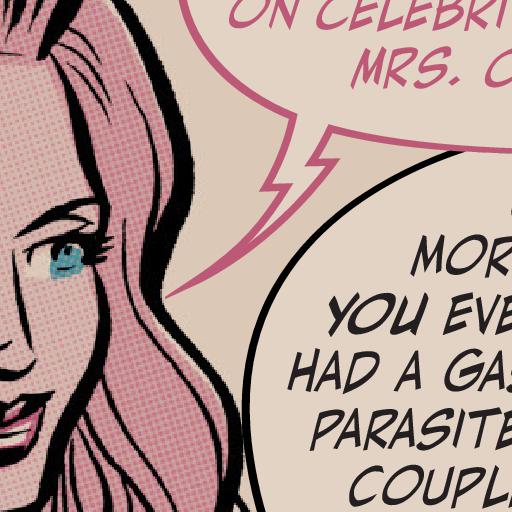 ON CELEBRI
MRS. O
MOR
YOU EVE
HAD A GAS
PARASITE
COUPL